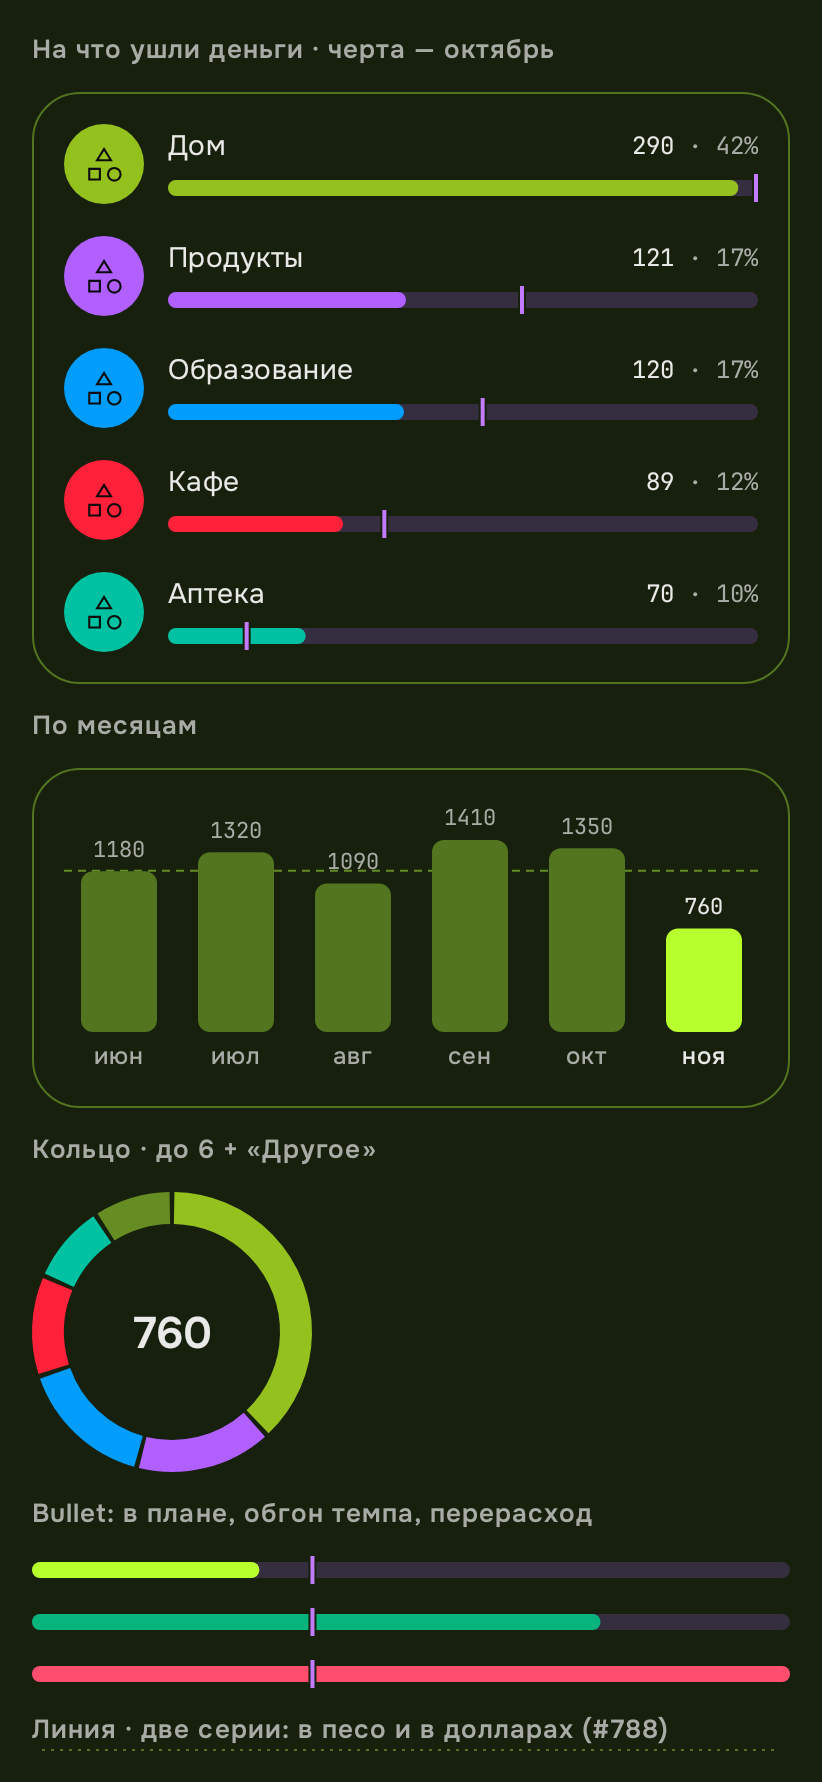 На что ушли деньги · черта — октябрь
Дом 290 · 42%
Продукты 121 · 17%
Образование 120 · 17%
Кафе 89 · 12%
Аптека 70 · 10%
По месяцам
1180 1320 1090 1410 1350 760
июн июл авг сен окт ноя
Кольцо · до 6 + «Другое»
760
Bullet: в плане, обгон темпа, перерасход
Линия · две серии: в песо и в долларах (#788)